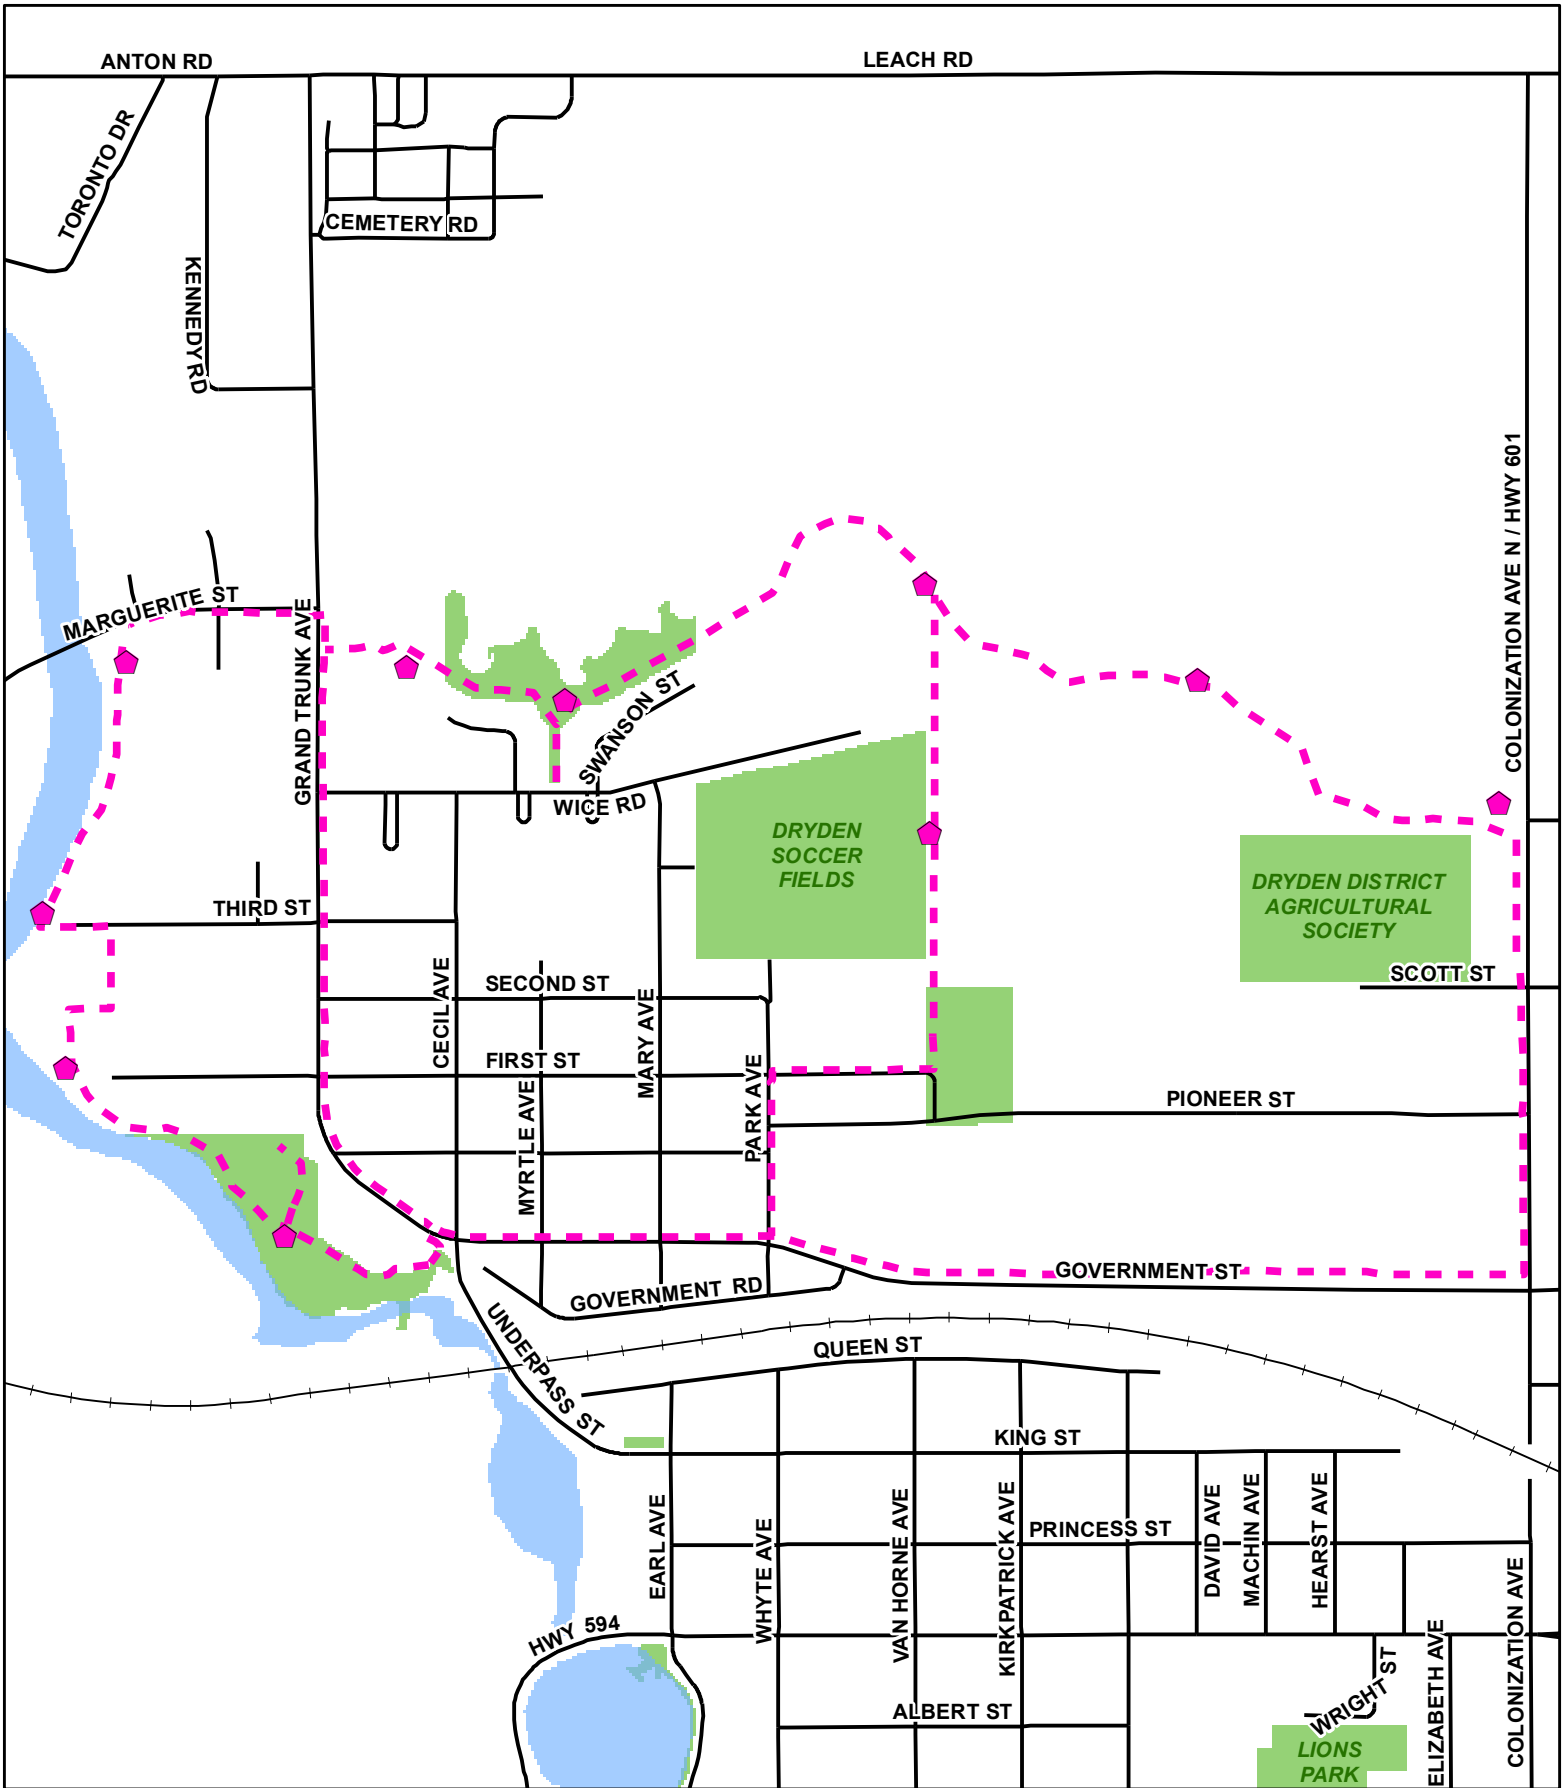 ANTON RD
LEACH RD
TORONTO DR
CEMETERY RD
KENNEDY RD
COLONIZATION AVE N / HWY 601
MARGUERITE ST
GRAND TRUNK AVE
SWANSON ST
WICE RD
DRYDEN
SOCCER
FIELDS
DRYDEN DISTRICT
AGRICULTURAL
SOCIETY
THIRD ST
SCOTT ST
SECOND ST
CECIL AVE
MARY AVE
FIRST ST
PARK AVE
MYRTLE AVE
PIONEER ST
GOVERNMENT ST
GOVERNMENT RD
UNDERPASS ST
QUEEN ST
KING ST
EARL AVE
WHYTE AVE
VAN HORNE AVE
KIRKPATRICK AVE
PRINCESS ST
DAVID AVE
MACHIN AVE
HEARST AVE
COLONIZATION AVE
HWY 594
ELIZABETH AVE
WRIGHT ST
ALBERT ST
LIONS
PARK